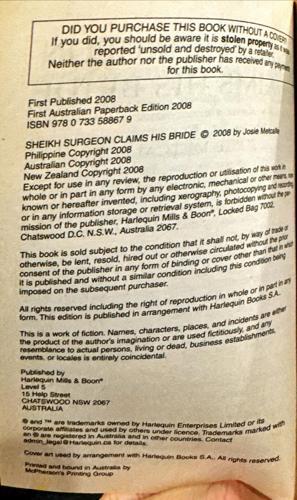 DID YOU PURCHASE THIS BOOK WITHOUT A COVER?
If you did, you should be aware it is stolen property as it was
reported 'unsold and destroyed' by a retailer.
Neither the author nor the publisher has received any payment
for this book.
First Published 2008
First Australian Paperback Edition 2008
ISBN 978 0 733 58867 9
SHEIKH SURGEON CLAIMS HIS BRIDE © 2008 by Josie Metcalfe
Philippine Copyright 2008
Australian Copyright 2008
New Zealand Copyright 2008
Except for use in any review, the reproduction or utilisation of this work in
whole or in part in any form by any electronic, mechanical or other means, now
known or hereafter invented, including xerography, photocopying and recording,
or in any information storage or retrieval system, is forbidden without the per-
mission of the publisher, Harlequin Mills & Boon®, Locked Bag 7002,
Chatswood D.C. N.S.W., Australia 2067.
This book is sold subject to the condition that it shall not, by way of trade or
otherwise, be lent, resold, hired out or otherwise circulated without the prior
consent of the publisher in any form of binding or cover other than that in which
it is published and without a similar condition including this condition being
imposed on the subsequent purchaser.
All rights reserved including the right of reproduction in whole or in part in any
form. This edition is published in arrangement with Harlequin Books S.A..
This is a work of fiction. Names, characters, places, and incidents are either
the product of the author's imagination or are used fictitiously, and any
resemblance to actual persons, living or dead, business establishments,
events, or locales is entirely coincidental.
Published by
Harlequin Mills & Boon®
Level 5
15 Help Street
CHATSWOOD NSW 2067
AUSTRALIA
® and ™ are trademarks owned by Harlequin Enterprises Limited or its
corporate affiliates and used by others under licence. Trademarks marked with
an ® are registered in Australia and in other countries. Contact
admin_legal@Harlequin.ca for details.
Cover art used by arrangement with Harlequin Books S.A.. All rights reserved.
Printed and bound in Australia by
McPherson's Printing Group